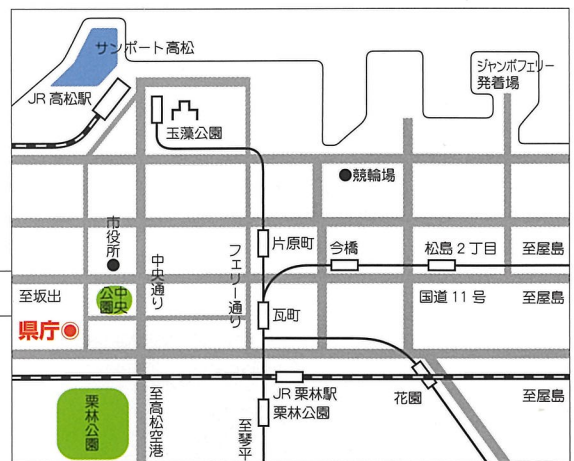 サンポート高松
ジャンボフェリー
発着場
JR 高松駅
玉藻公園
競輪場
市役所
片原町
今橋
松島 2 丁目
至屋島
中央通り
フェリー通り
至坂出
中央
公園
国道 11 号
至屋島
瓦町
県庁
JR 栗林駅
栗林公園
花園
至屋島
栗林公園
至高松空港
至琴平